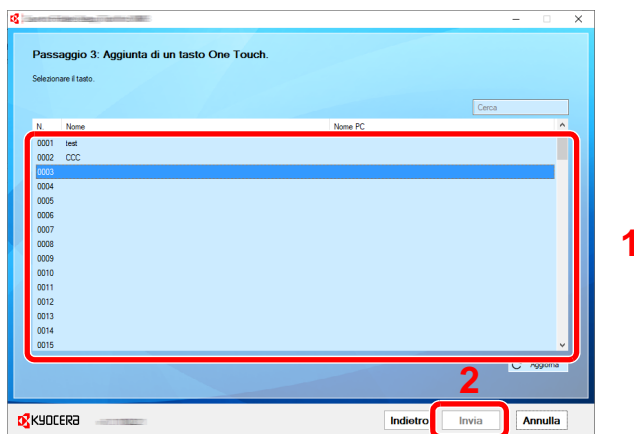 Passaggio 3: Aggiunta di un tasto One Touch.
Selezionare il tasto.
Cerca
N. Nome Nome PC
0001 test
0002 CCC
0003
0004
0005
0006
0007
0008
0009
0010
0011
0012
0013
0014
0015
1
Aggiorna
2
KYOCERA
Indietro Invia Annulla